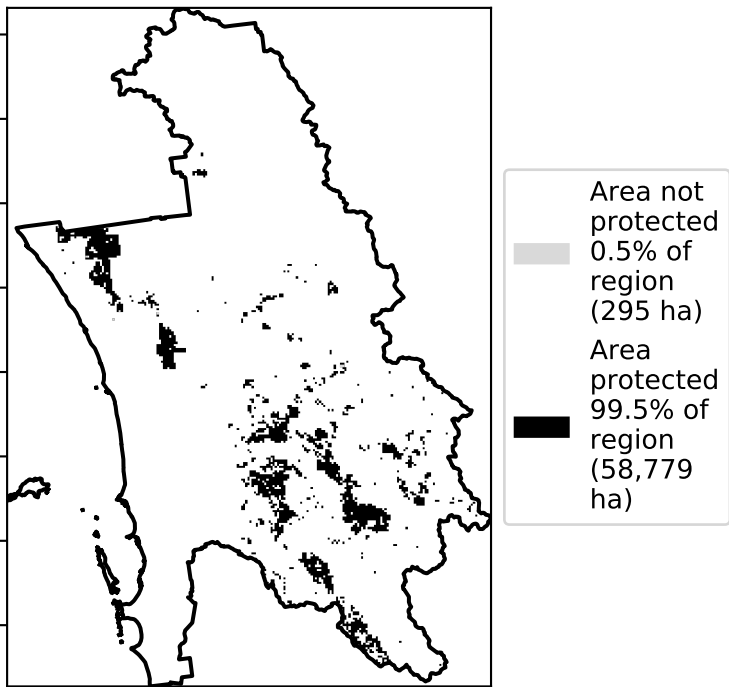 Area not
protected
0.5% of
region
(295 ha)
Area
protected
99.5% of
region
(58,779
ha)